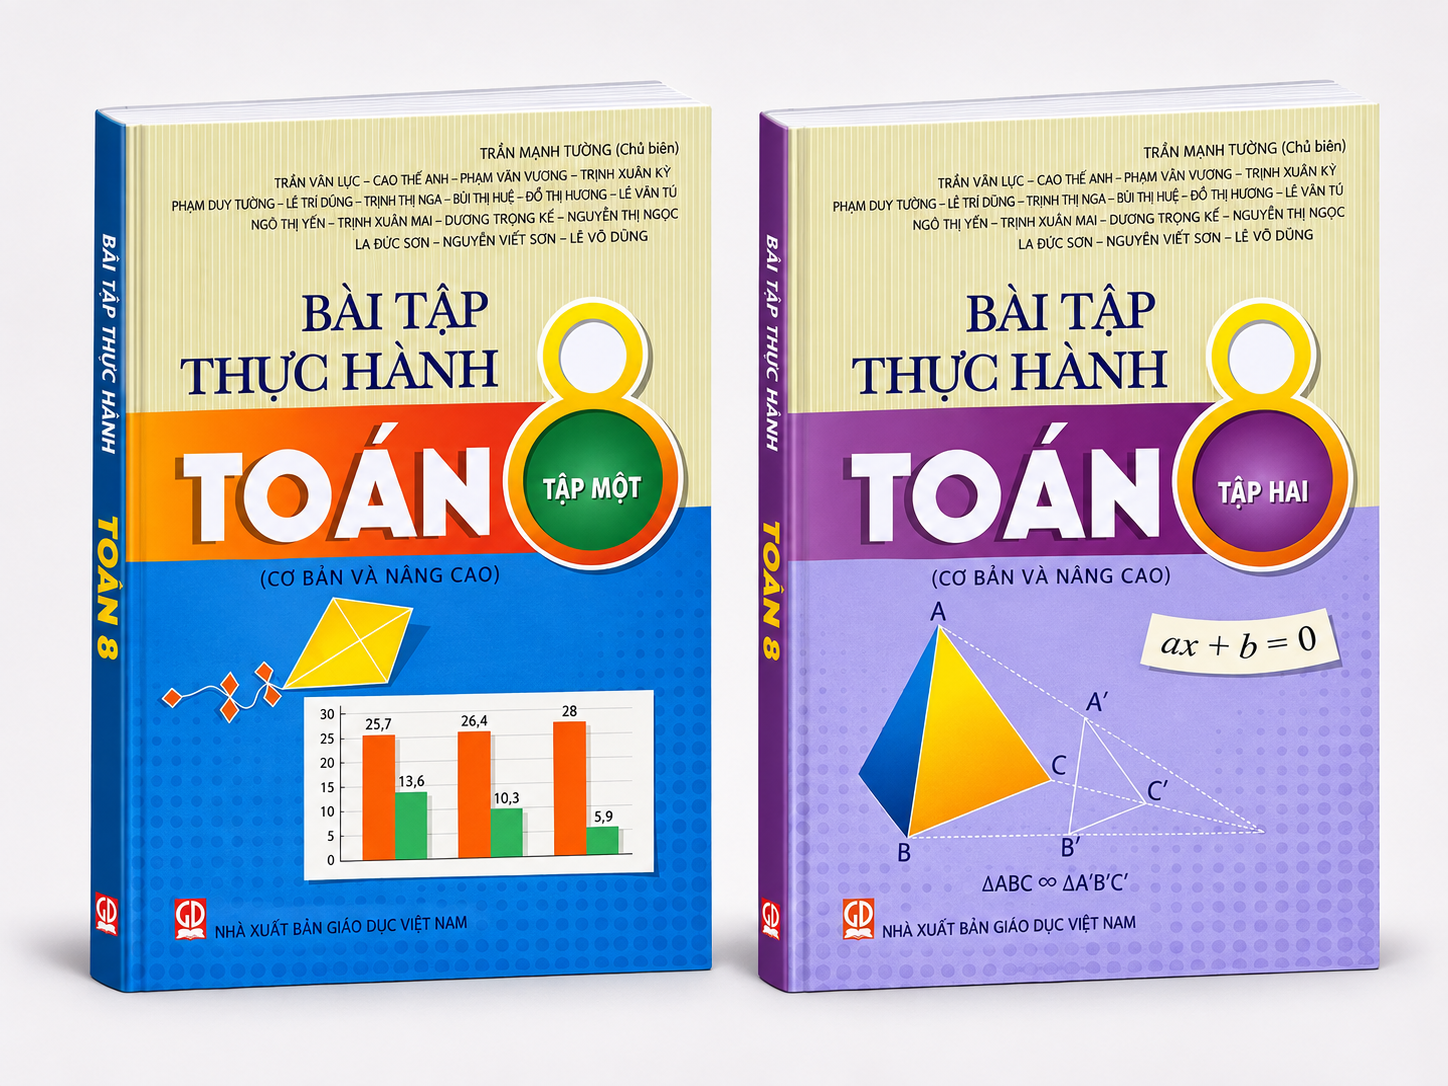 TRẦN MẠNH TƯỜNG (Chủ biên)
TRẦN VĂN LỰC – CAO THẾ ANH – PHẠM VĂN VƯƠNG – TRỊNH XUÂN KỲ
PHẠM DUY TƯỜNG – LÊ TRÍ DŨNG – TRỊNH THỊ NGA – BÙI THỊ HUỆ – ĐỖ THỊ HƯƠNG – LÊ VĂN TÚ
NGÔ THỊ YẾN – TRỊNH XUÂN MAI – DƯƠNG TRỌNG KẾ – NGUYỄN THỊ NGỌC
LA ĐỨC SƠN – NGUYỄN VIẾT SƠN – LÊ VÕ DŨNG
BÀI TẬP
THỰC HÀNH
TOÁN 8
TẬP MỘT
(CƠ BẢN VÀ NÂNG CAO)
30
25
20
15
10
5
0
25,7
13,6
26,4
10,3
28
5,9
GD
NHÀ XUẤT BẢN GIÁO DỤC VIỆT NAM
BÀI TẬP THỰC HÀNH
TOÁN 8
GD
TRẦN MẠNH TƯỜNG (Chủ biên)
TRẦN VĂN LỰC – CAO THẾ ANH – PHẠM VĂN VƯƠNG – TRỊNH XUÂN KỲ
PHẠM DUY TƯỜNG – LÊ TRÍ DŨNG – TRỊNH THỊ NGA – BÙI THỊ HUỆ – ĐỖ THỊ HƯƠNG – LÊ VĂN TÚ
NGÔ THỊ YẾN – TRỊNH XUÂN MAI – DƯƠNG TRỌNG KẾ – NGUYỄN THỊ NGỌC
LA ĐỨC SƠN – NGUYỄN VIẾT SƠN – LÊ VÕ DŨNG
BÀI TẬP
THỰC HÀNH
TOÁN 8
TẬP HAI
(CƠ BẢN VÀ NÂNG CAO)
ax + b = 0
A
A′
C
C′
B
B′
ΔABC ∽ ΔA′B′C′
GD
NHÀ XUẤT BẢN GIÁO DỤC VIỆT NAM
BÀI TẬP THỰC HÀNH
TOÁN 8
GD